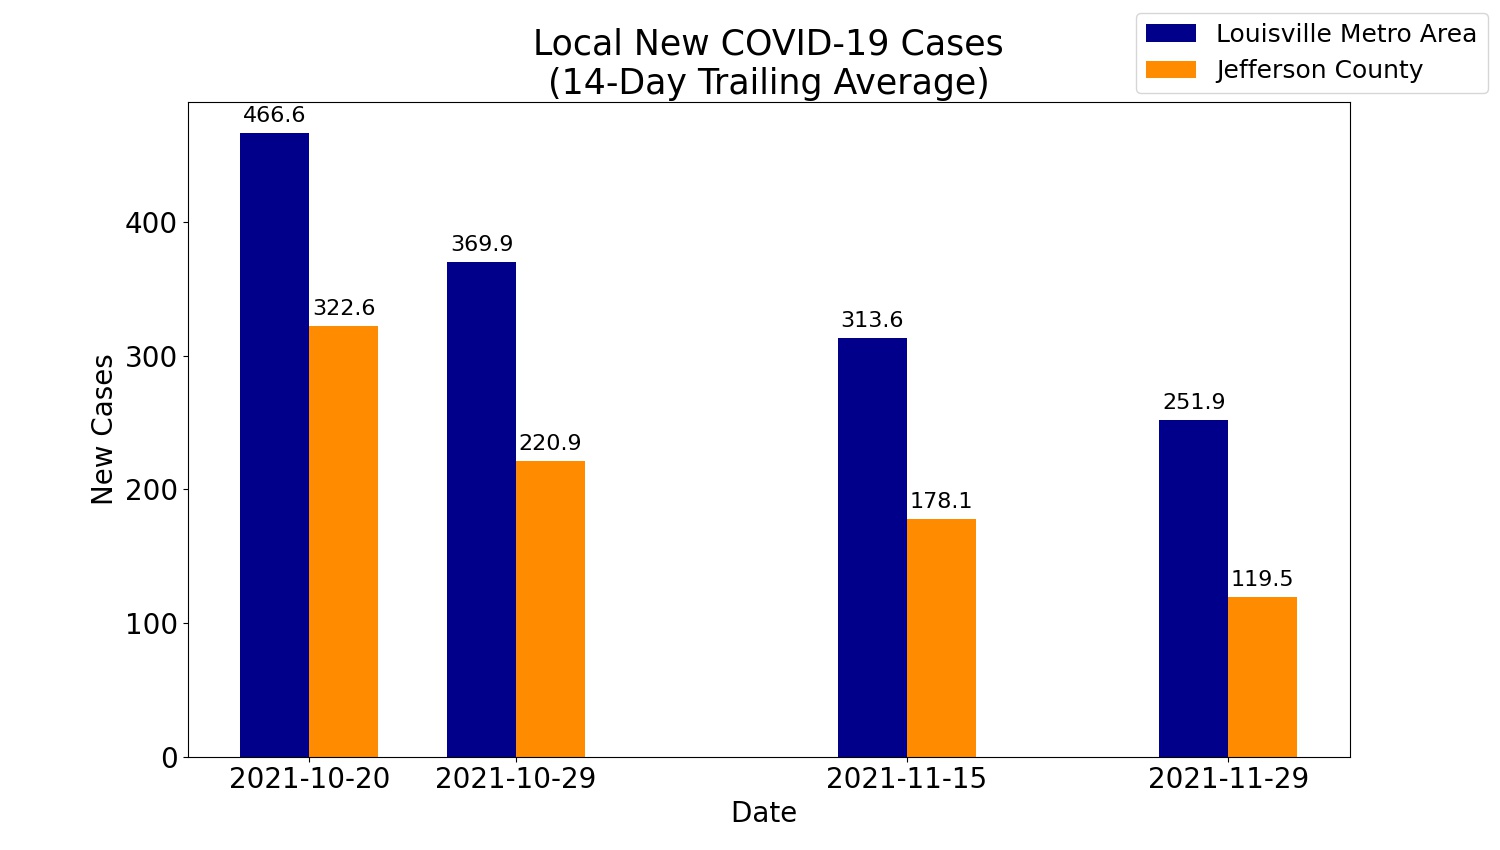 Local New COVID-19 Cases
(14-Day Trailing Average)
Louisville Metro Area
Jefferson County
466.6
322.6
369.9
220.9
313.6
178.1
251.9
119.5
400
300
200
100
0
New Cases
2021-10-20
2021-10-29
2021-11-15
2021-11-29
Date